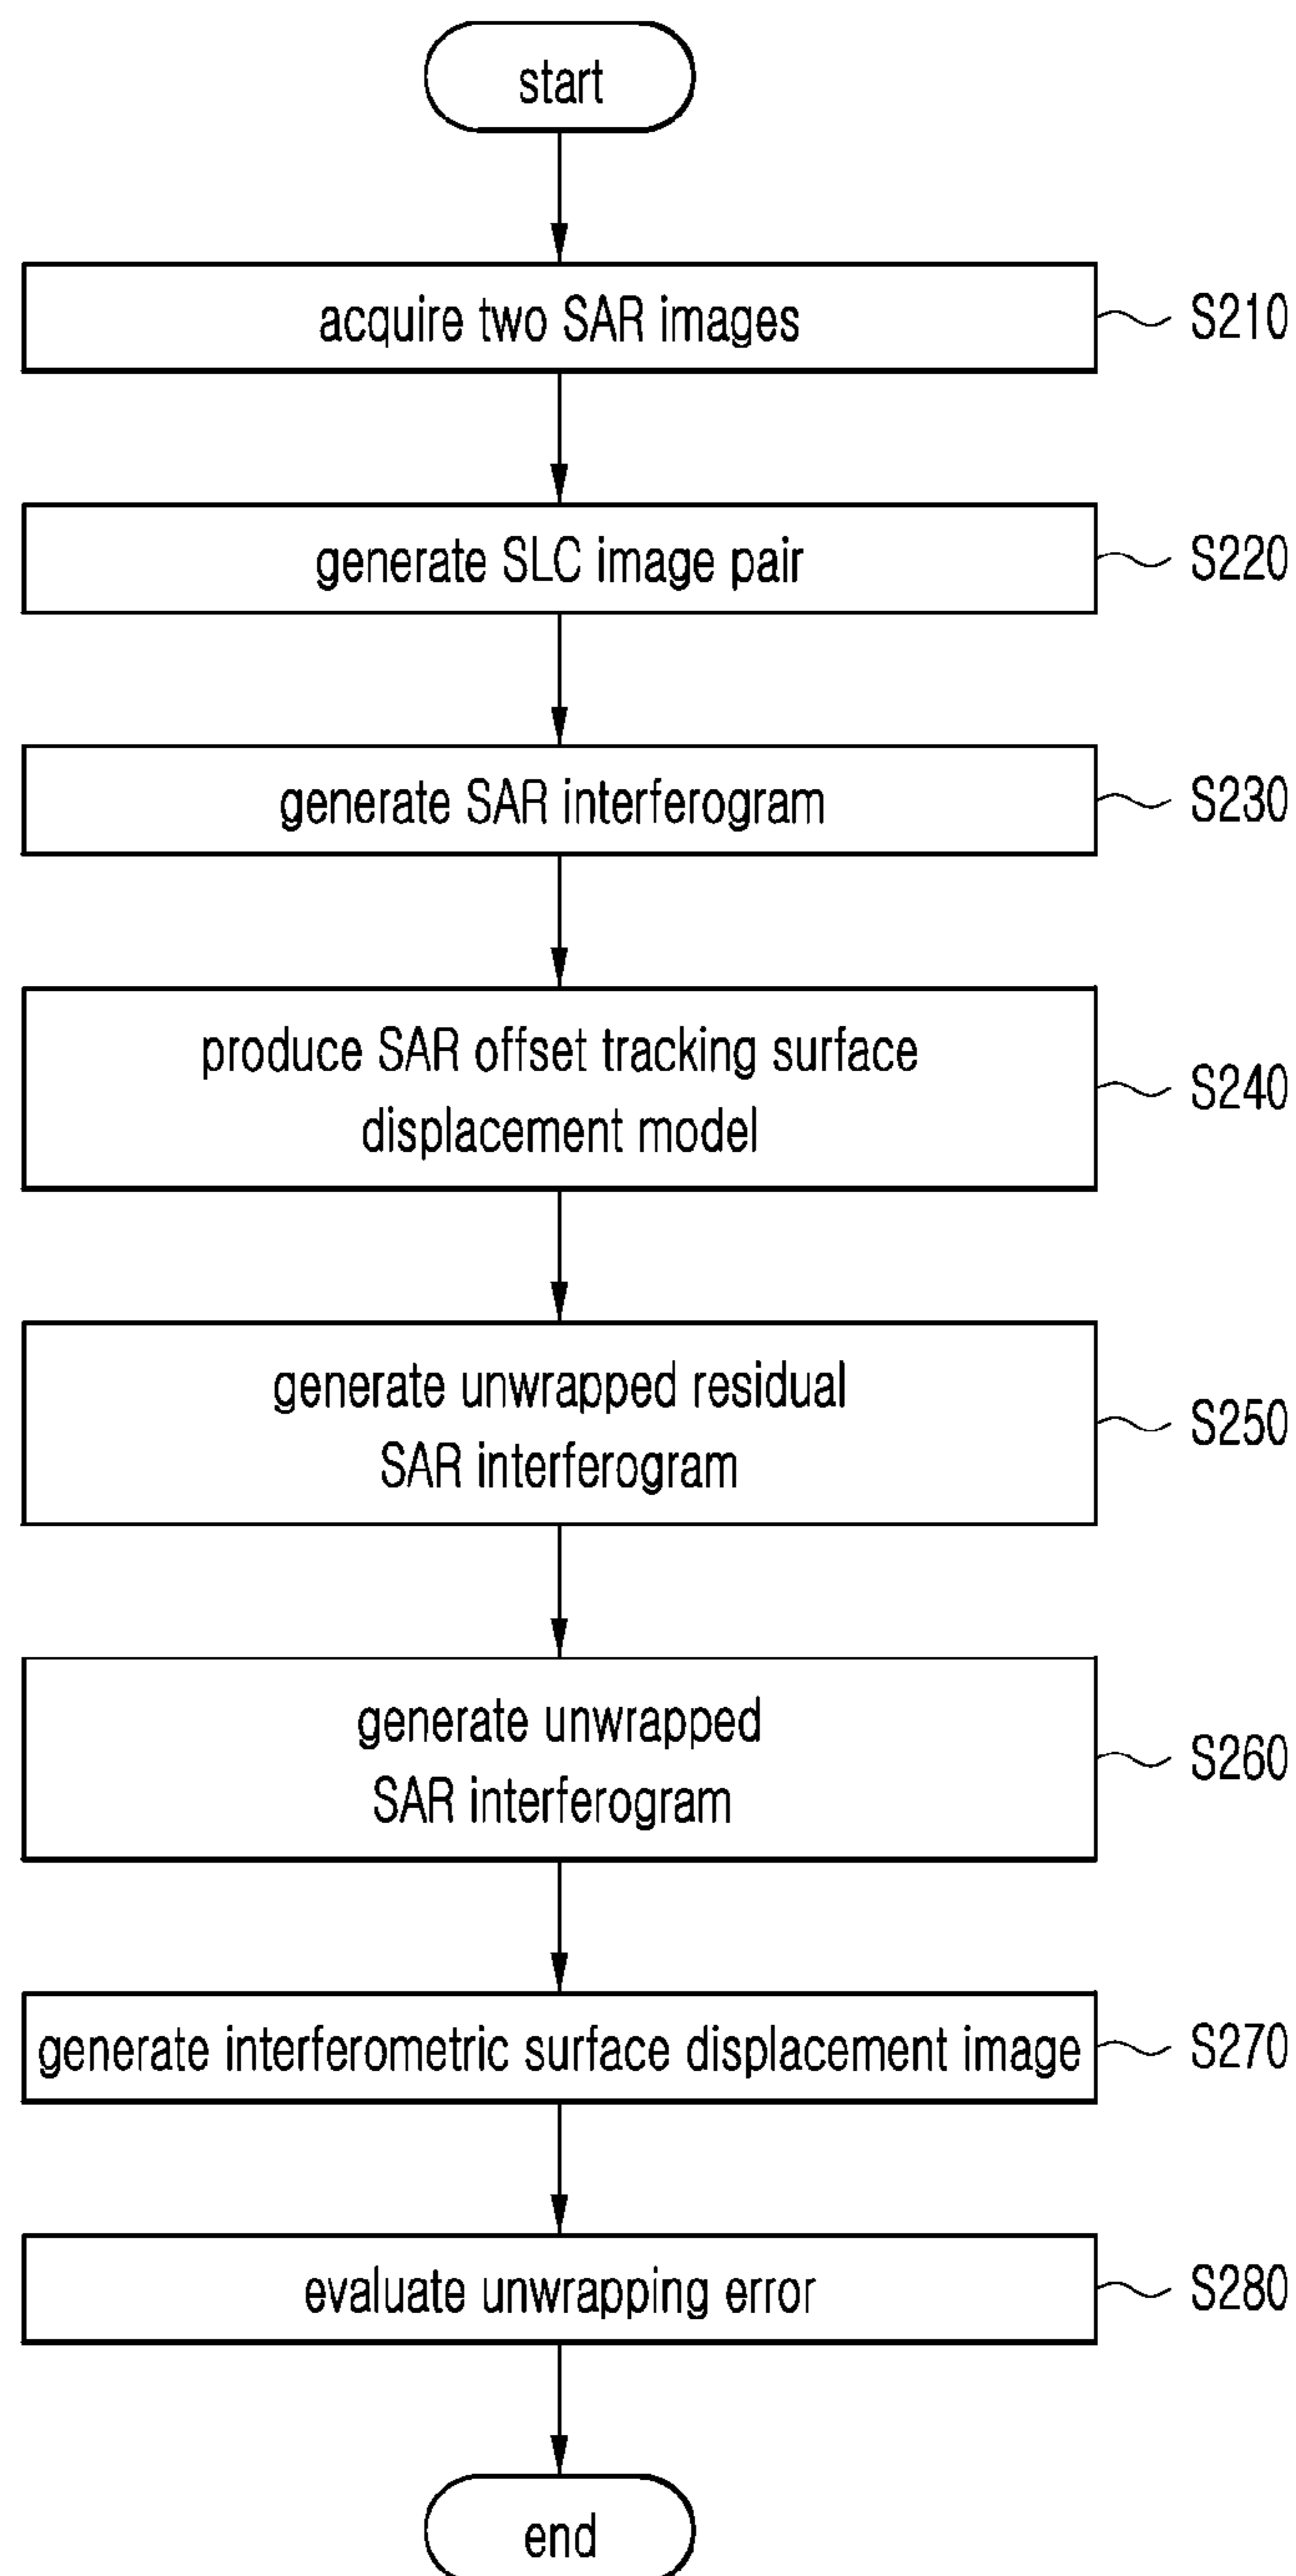 start
acquire two SAR images
S210
generate SLC image pair
S220
generate SAR interferogram
S230
produce SAR offset tracking surface
displacement model
S240
generate unwrapped residual
SAR interferogram
S250
generate unwrapped
SAR interferogram
S260
generate interferometric surface displacement image
S270
evaluate unwrapping error
S280
end